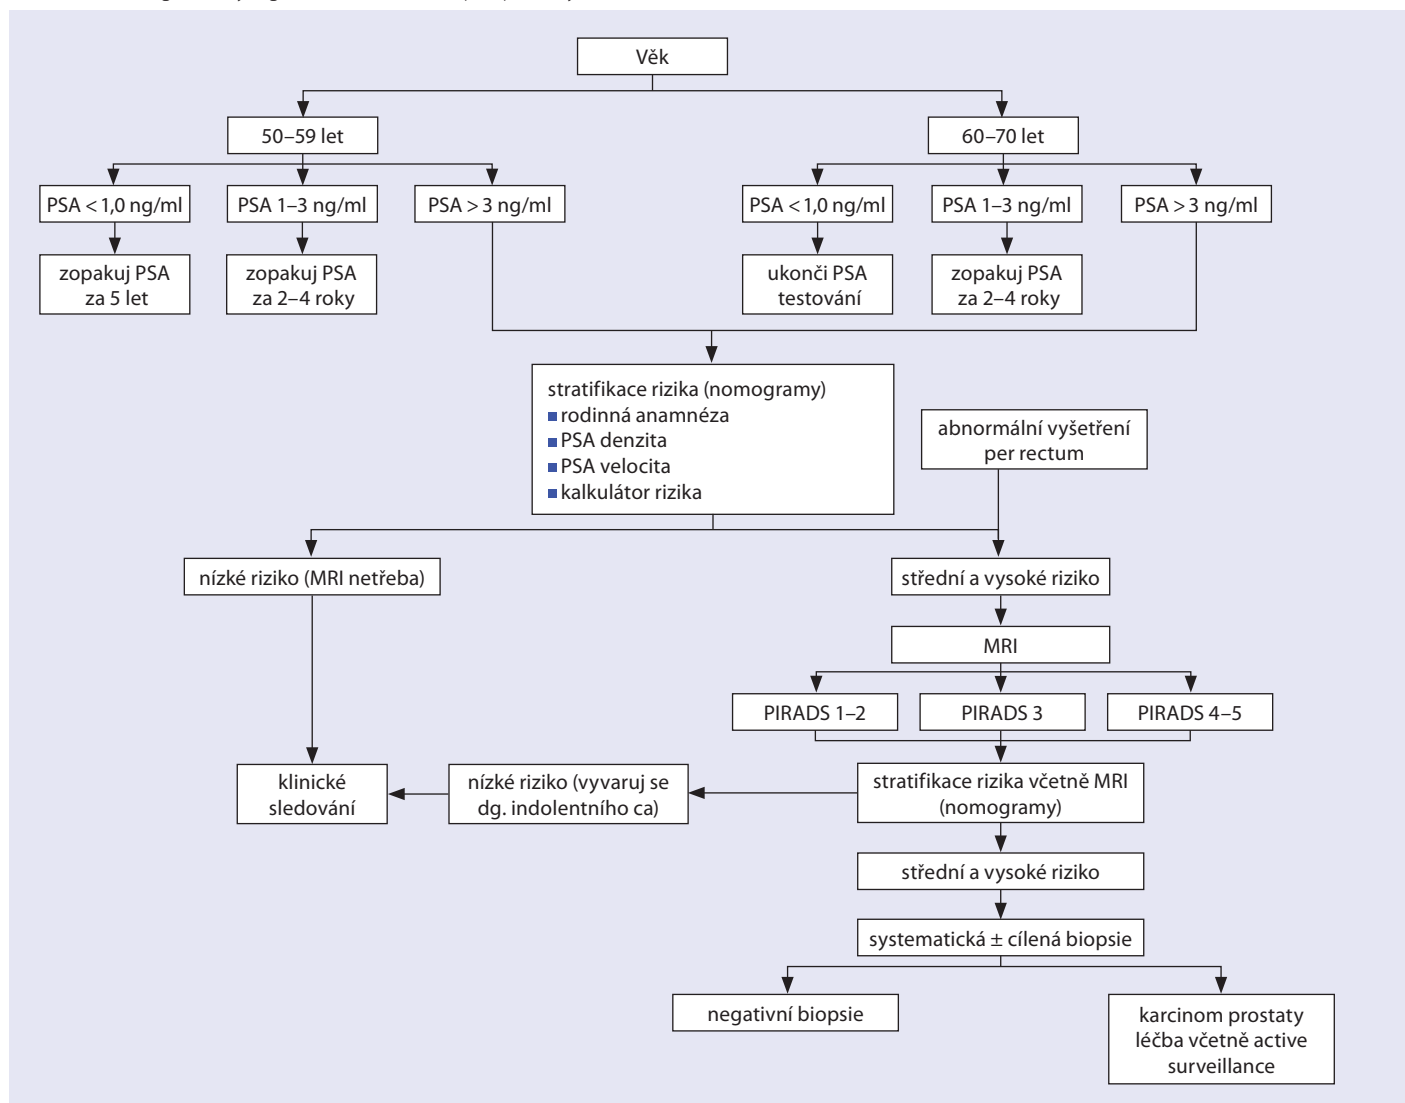 Věk
50–59 let
60–70 let
PSA < 1,0 ng/ml
PSA 1–3 ng/ml
PSA > 3 ng/ml
PSA < 1,0 ng/ml
PSA 1–3 ng/ml
PSA > 3 ng/ml
zopakuj PSA
za 5 let
zopakuj PSA
za 2–4 roky
ukonči PSA
testování
zopakuj PSA
za 2–4 roky
stratifikace rizika (nomogramy)
rodinná anamnéza
PSA denzita
PSA velocita
kalkulátor rizika
abnormální vyšetření
per rectum
nízké riziko (MRI netřeba)
střední a vysoké riziko
MRI
PIRADS 1–2
PIRADS 3
PIRADS 4–5
klinické
sledování
nízké riziko (vyvaruj se
dg. indolentního ca)
stratifikace rizika včetně MRI
(nomogramy)
střední a vysoké riziko
systematická ± cílená biopsie
negativní biopsie
karcinom prostaty
léčba včetně active
surveillance